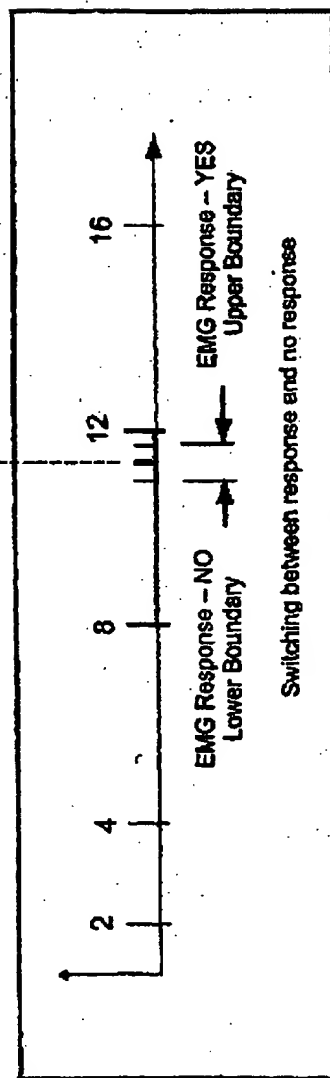 2 4 8 12 16
EMG Response – NO
Lower Boundary
EMG Response – YES
Upper Boundary
Switching between response and no response